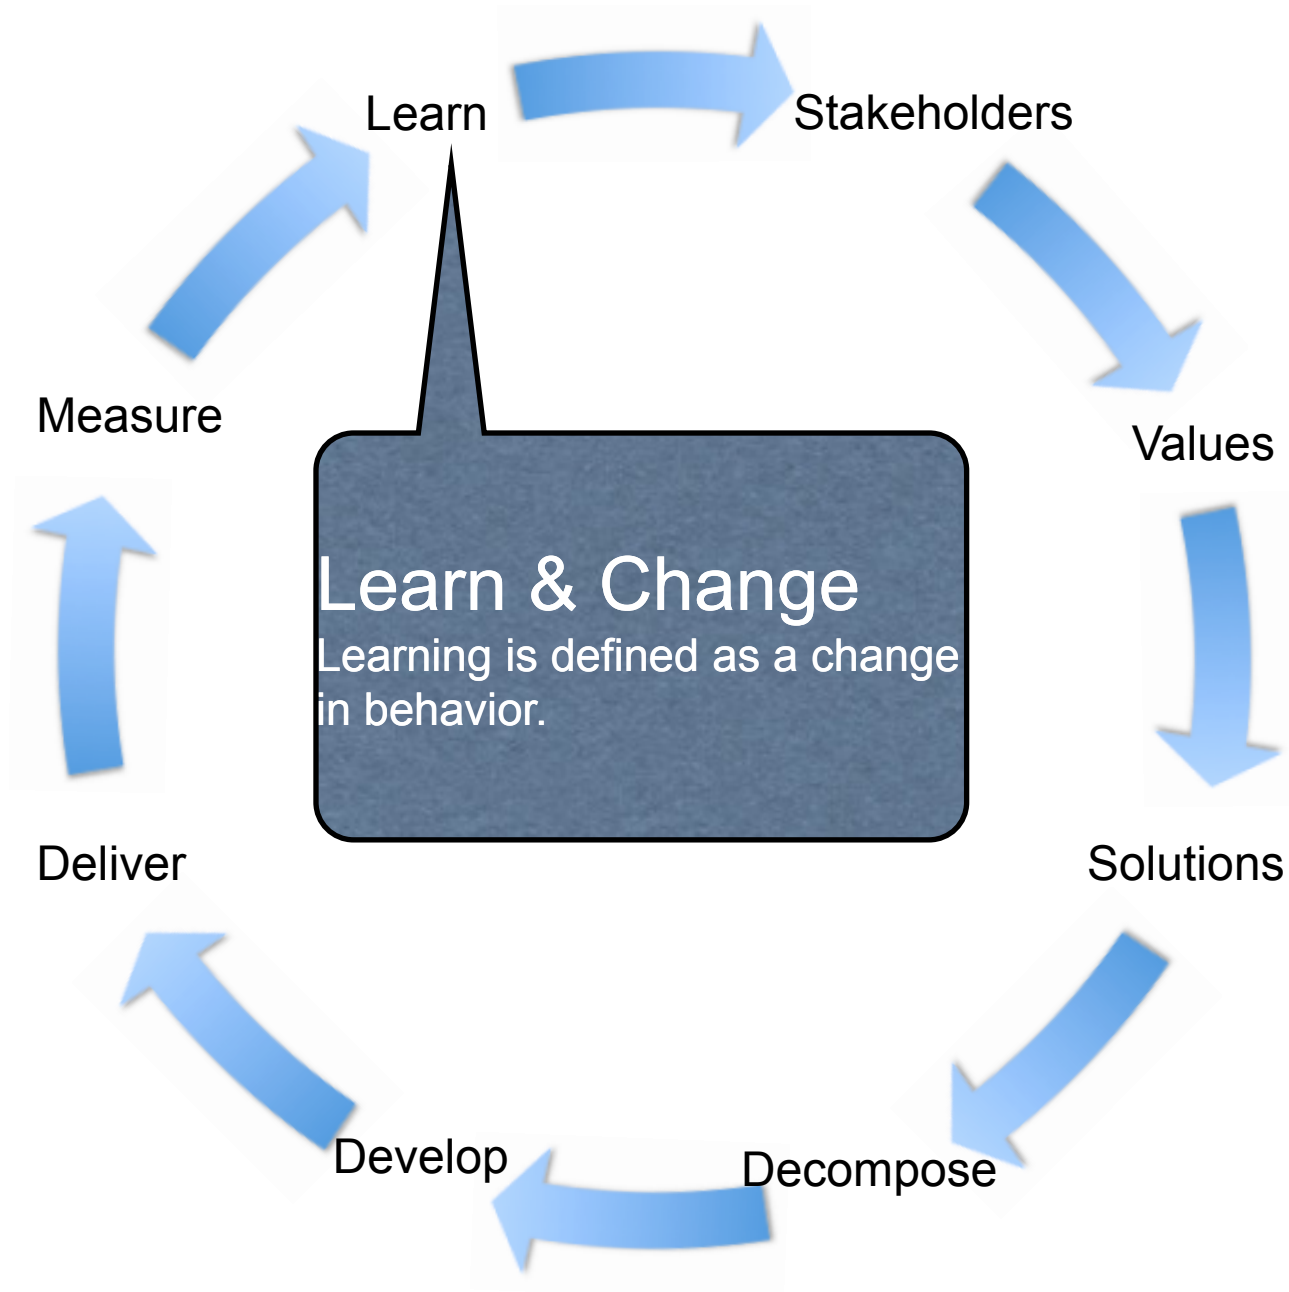 Learn
Stakeholders
Values
Solutions
Decompose
Develop
Deliver
Measure
Learn & Change
Learning is defined as a change
in behavior.